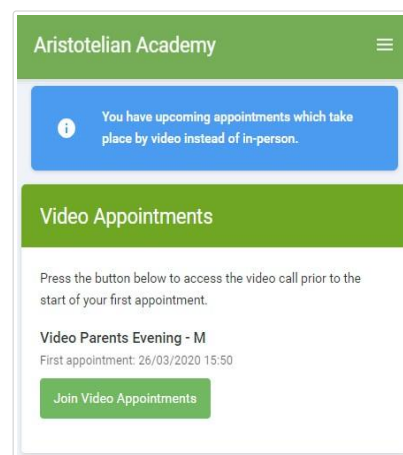 Aristotelian Academy
You have upcoming appointments which take
place by video instead of in-person.
Video Appointments
Press the button below to access the video call prior to the
start of your first appointment.
Video Parents Evening - M
First appointment: 26/03/2020 15:50
Join Video Appointments